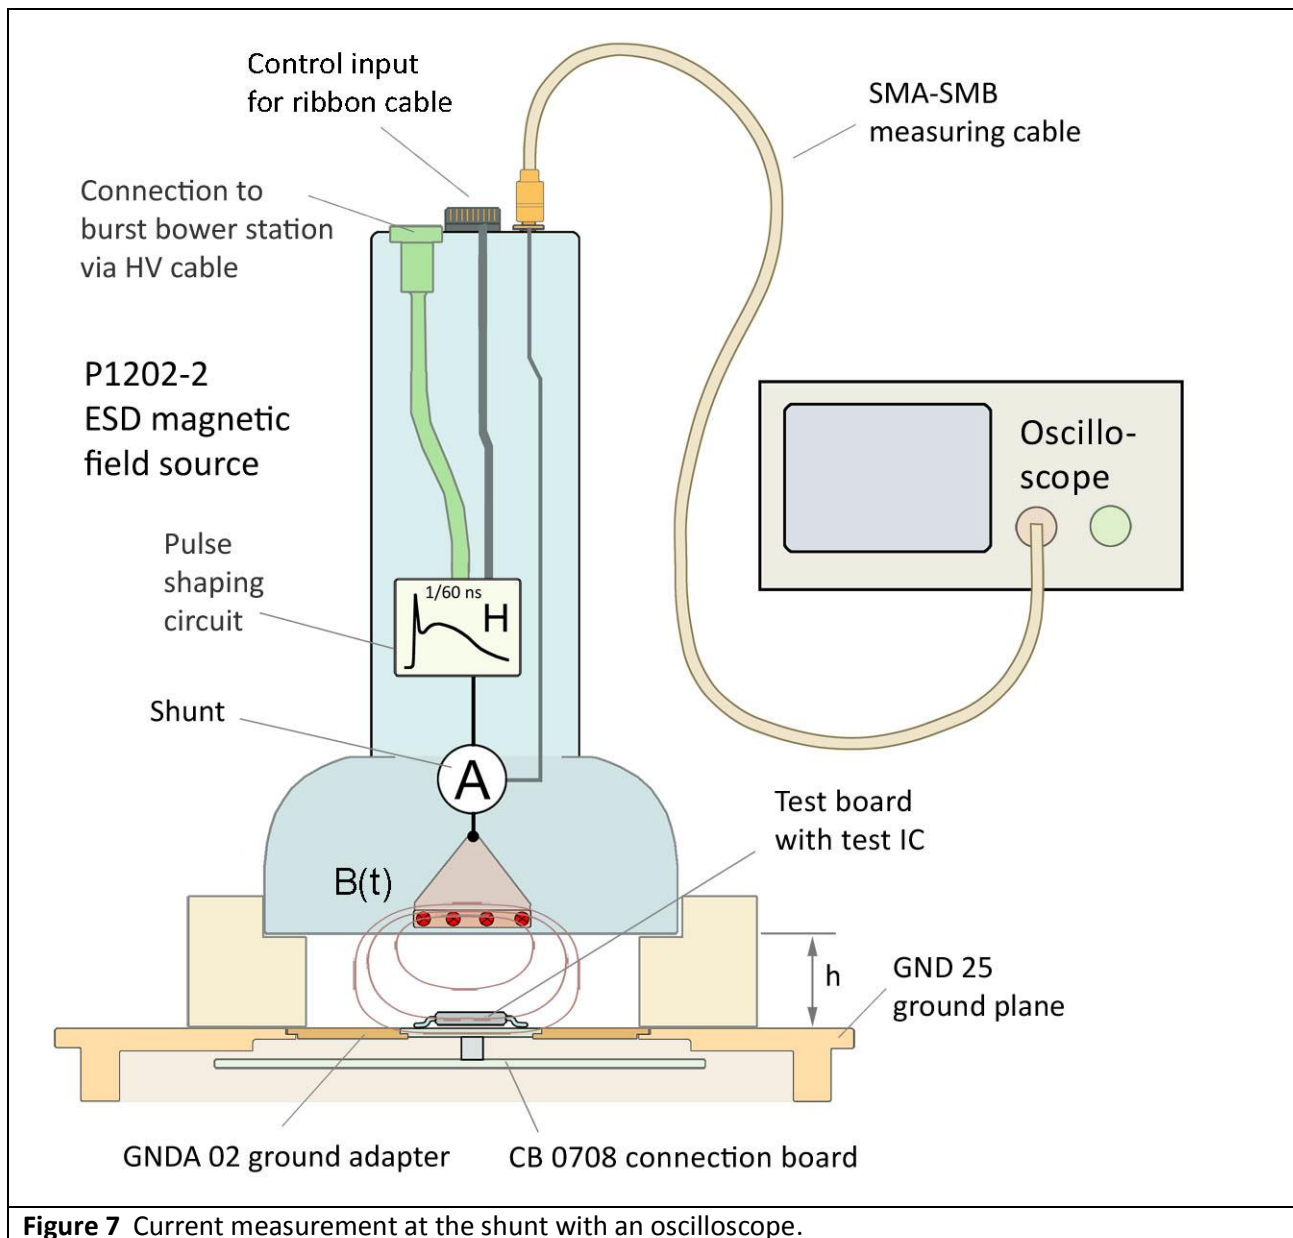 Control input
for ribbon cable
SMA-SMB
measuring cable
Connection to
burst bower station
via HV cable
P1202-2
ESD magnetic
field source
Oscillo-
scope
Pulse
shaping
circuit
1/60 ns
H
Shunt
A
Test board
with test IC
B(t)
h
GND 25
ground plane
GNDA 02 ground adapter
CB 0708 connection board
Figure 7 Current measurement at the shunt with an oscilloscope.